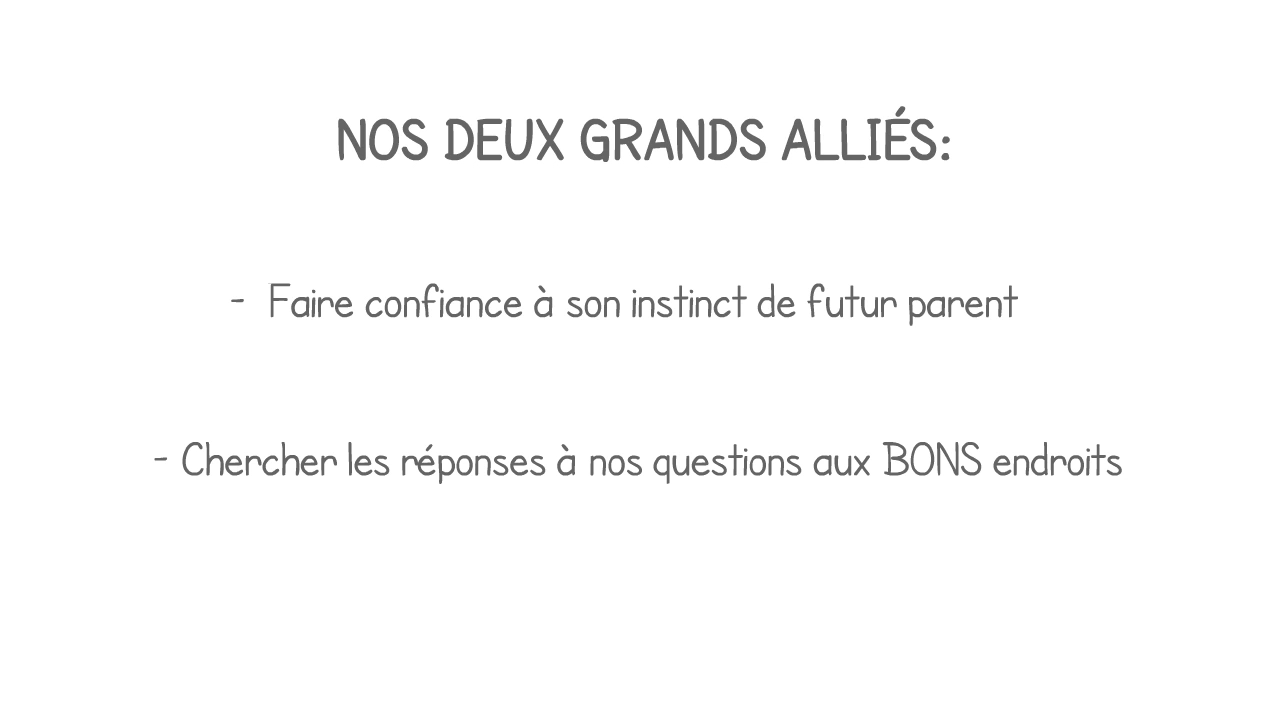 NOS DEUX GRANDS ALLIÉS:
- Faire confiance à son instinct de futur parent
- Chercher les réponses à nos questions aux BONS endroits